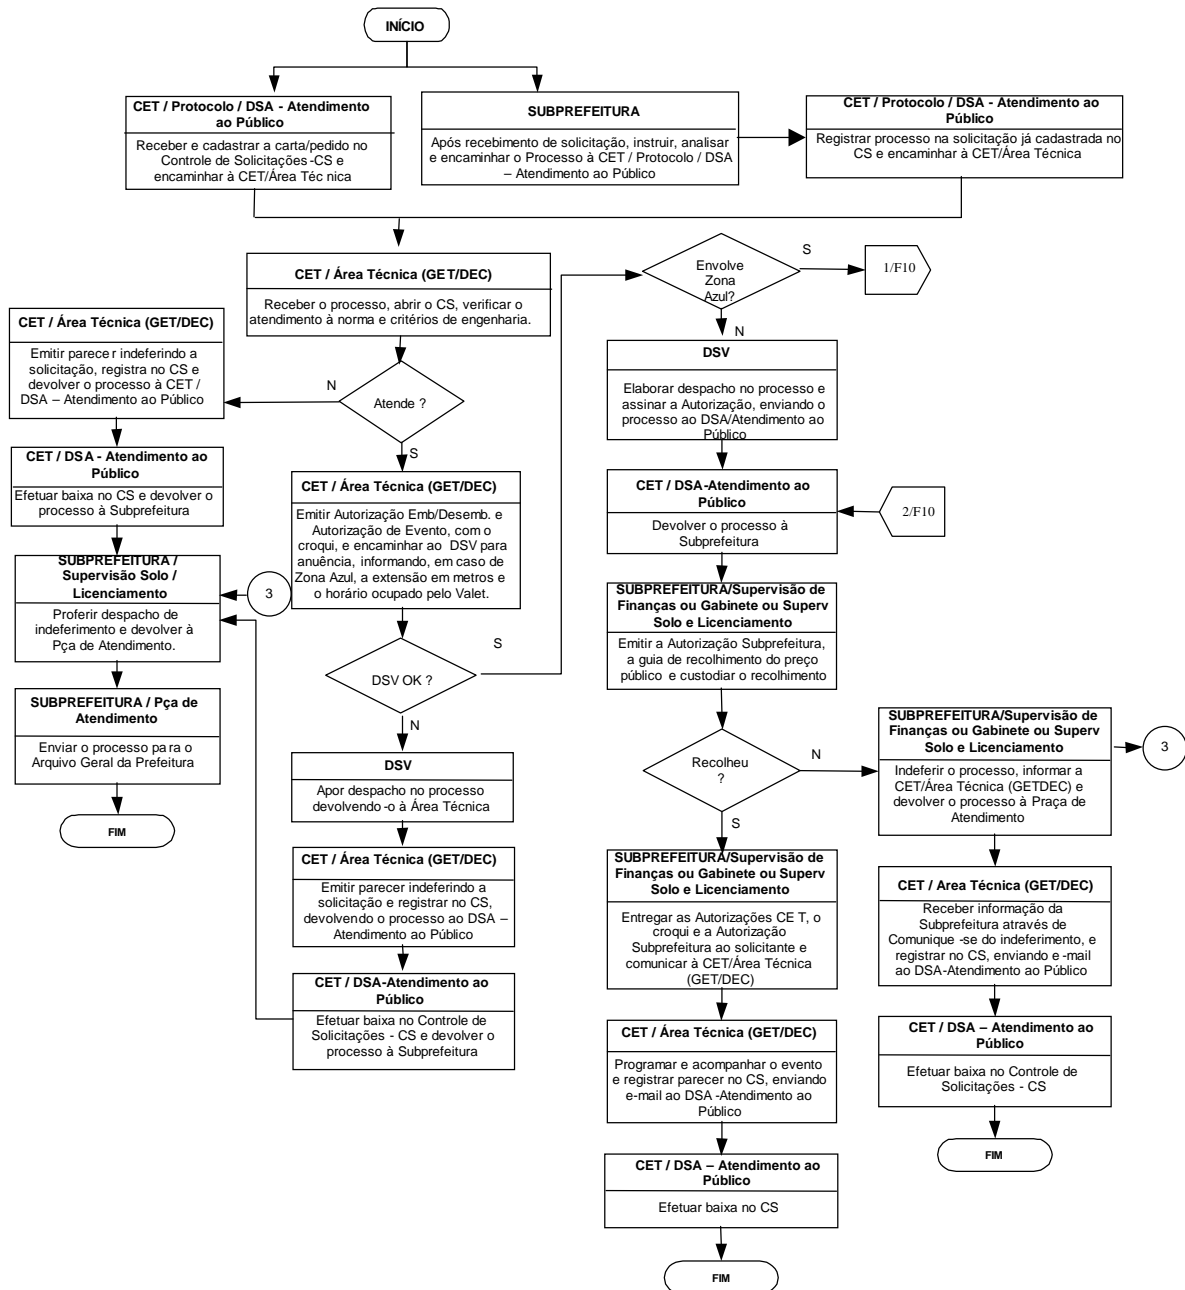 INÍCIO
CET / Protocolo / DSA - Atendimento
ao Público
Receber e cadastrar a carta/pedido no
Controle de Solicitações -CS e
encaminhar à CET/Área Téc nica
SUBPREFEITURA
Após recebimento de solicitação, instruir, analisar
e encaminhar o Processo à CET / Protocolo / DSA
– Atendimento ao Público
CET / Protocolo / DSA - Atendimento ao
Público
Registrar processo na solicitação já cadastrada no
CS e encaminhar à CET/Área Técnica
CET / Área Técnica (GET/DEC)
Receber o processo, abrir o CS, verificar o
atendimento à norma e critérios de engenharia.
Atende ?
N
S
CET / Área Técnica (GET/DEC)
Emitir parecer indeferindo a
solicitação, registra no CS e
devolver o processo à CET /
DSA – Atendimento ao Público
CET / DSA - Atendimento ao
Público
Efetuar baixa no CS e devolver o
processo à Subprefeitura
SUBPREFEITURA /
Supervisão Solo /
Licenciamento
Proferir despacho de
indeferimento e devolver à
Pça de Atendimento.
3
SUBPREFEITURA / Pça de
Atendimento
Enviar o processo para o
Arquivo Geral da Prefeitura
FIM
CET / Área Técnica (GET/DEC)
Emitir Autorização Emb/Desemb. e
Autorização de Evento, com o
croqui, e encaminhar ao DSV para
anuência, informando, em caso de
Zona Azul, a extensão em metros e
o horário ocupado pelo Valet.
DSV OK ?
S
N
DSV
Apor despacho no processo
devolvendo -o à Área Técnica
CET / Área Técnica (GET/DEC)
Emitir parecer indeferindo a
solicitação e registrar no CS,
devolvendo o processo ao DSA –
Atendimento ao Público
CET / DSA-Atendimento ao
Público
Efetuar baixa no Controle de
Solicitações - CS e devolver o
processo à Subprefeitura
Envolve
Zona
Azul?
S
1/F10
N
DSV
Elaborar despacho no processo e
assinar a Autorização, enviando o
processo ao DSA/Atendimento ao
Público
CET / DSA-Atendimento ao
Público
Devolver o processo à
Subprefeitura
2/F10
SUBPREFEITURA/Supervisão de
Finanças ou Gabinete ou Superv
Solo e Licenciamento
Emitir a Autorização Subprefeitura,
a guia de recolhimento do preço
público e custodiar o recolhimento
Recolheu
?
N
S
SUBPREFEITURA/Supervisão de
Finanças ou Gabinete ou Superv
Solo e Licenciamento
Entregar as Autorizações CE T, o
croqui e a Autorização
Subprefeitura ao solicitante e
comunicar à CET/Área Técnica
(GET/DEC)
CET / Área Técnica (GET/DEC)
Programar e acompanhar o evento
e registrar parecer no CS, enviando
e-mail ao DSA -Atendimento ao
Público
CET / DSA – Atendimento ao
Público
Efetuar baixa no CS
FIM
SUBPREFEITURA/Supervisão de
Finanças ou Gabinete ou Superv
Solo e Licenciamento
Indeferir o processo, informar a
CET/Área Técnica (GETDEC) e
devolver o processo à Praça de
Atendimento
3
CET / Area Técnica (GET/DEC)
Receber informação da
Subprefeitura através de
Comunique -se do indeferimento, e
registrar no CS, enviando e -mail
ao DSA-Atendimento ao Público
CET / DSA – Atendimento ao
Público
Efetuar baixa no Controle de
Solicitações - CS
FIM